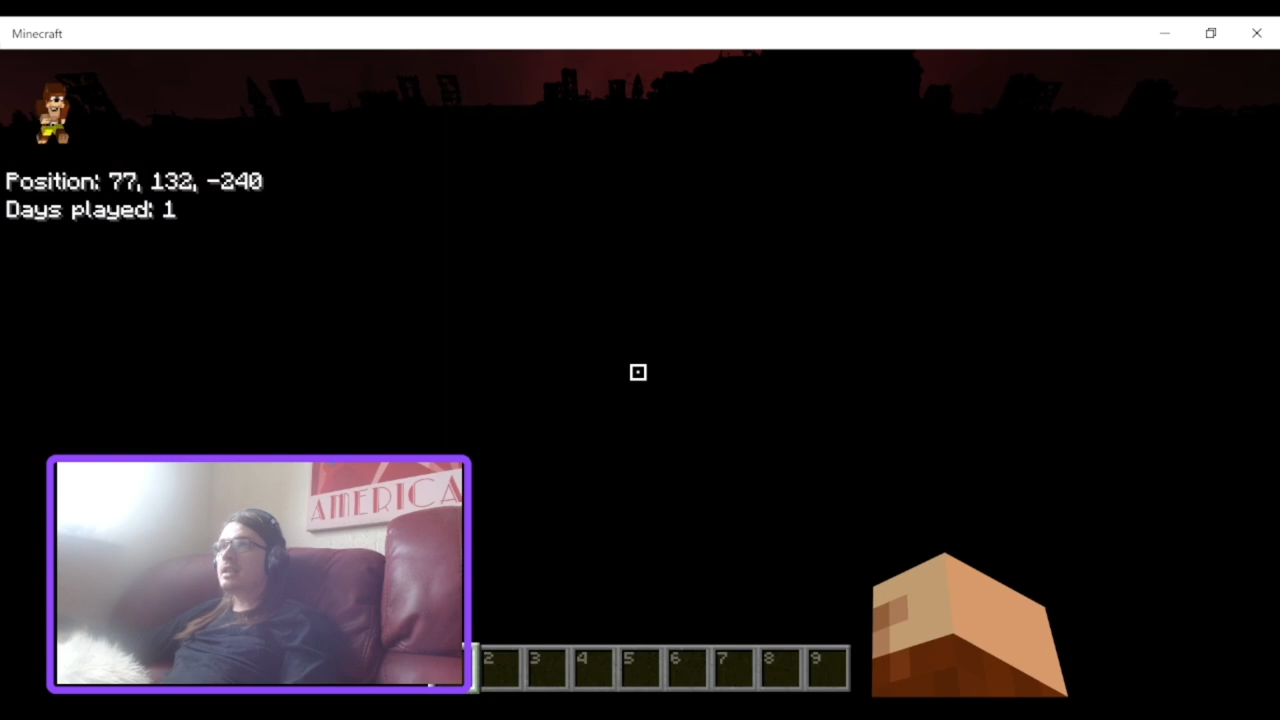 Minecraft
Position: 77, 132, -240
Days played: 1
AMERICA
2 3 4 5 6 7 8 9